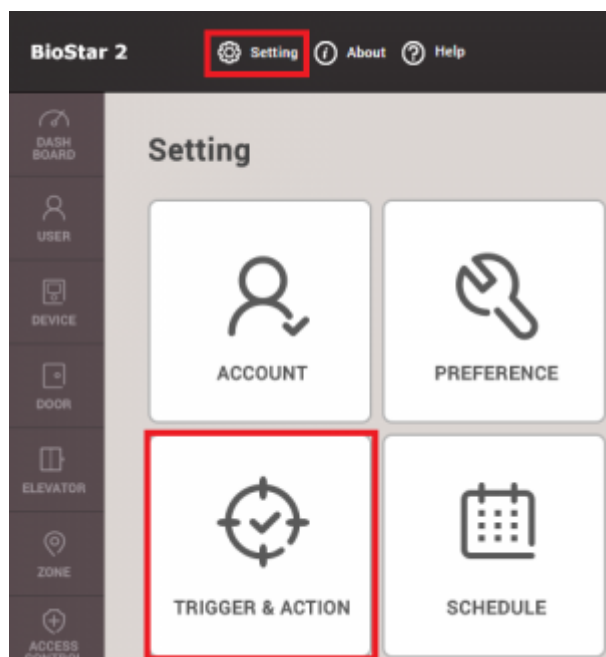 BioStar 2
Setting
About
Help
DASH
BOARD
Setting
USER
DEVICE
ACCOUNT
PREFERENCE
DOOR
ELEVATOR
ZONE
TRIGGER & ACTION
SCHEDULE
ACCESS
CONTROL